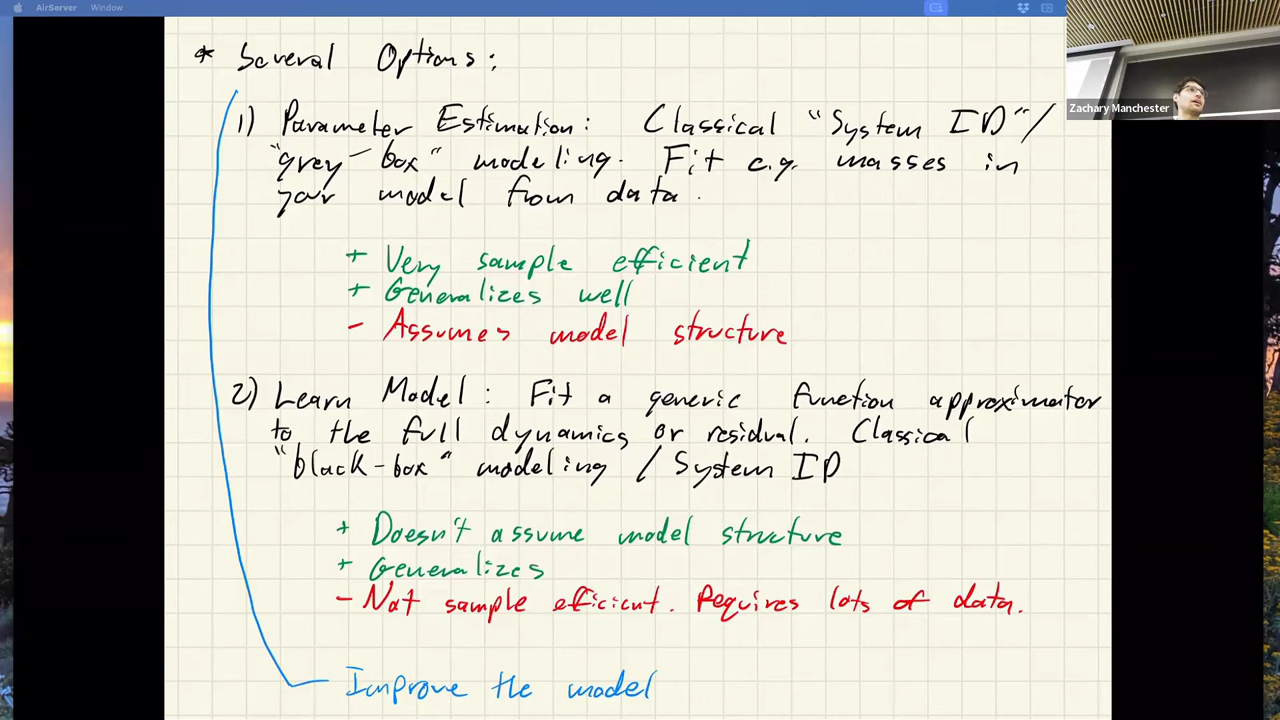 AirServer Window
Zachary Manchester
* Several Options:
1) Parameter Estimation: Classical "System ID"/
"grey-box" modeling. Fit e.g. masses in
your model from data.
+ Very sample efficient
+ Generalizes well
- Assumes model structure
2) Learn Model: Fit a generic function approximator
to the full dynamics or residual. Classical
"black-box" modeling / System ID
+ Doesn't assume model structure
+ Generalizes
- Not sample efficient. Requires lots of data.
Improve the model